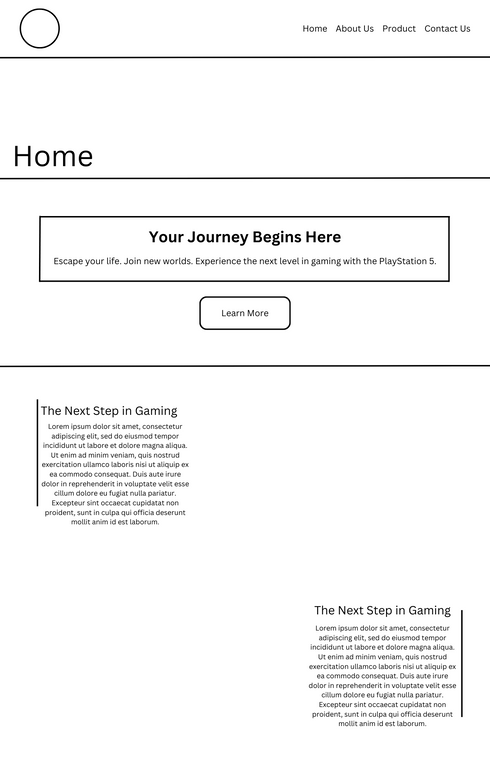 Home About Us Product Contact Us
Home
Your Journey Begins Here
Escape your life. Join new worlds. Experience the next level in gaming with the PlayStation 5.
Learn More
The Next Step in Gaming
Lorem ipsum dolor sit amet, consectetur
adipiscing elit, sed do eiusmod tempor
incididunt ut labore et dolore magna aliqua.
Ut enim ad minim veniam, quis nostrud
exercitation ullamco laboris nisi ut aliquip ex
ea commodo consequat. Duis aute irure
dolor in reprehenderit in voluptate velit esse
cillum dolore eu fugiat nulla pariatur.
Excepteur sint occaecat cupidatat non
proident, sunt in culpa qui officia deserunt
mollit anim id est laborum.
The Next Step in Gaming
Lorem ipsum dolor sit amet, consectetur
adipiscing elit, sed do eiusmod tempor
incididunt ut labore et dolore magna aliqua.
Ut enim ad minim veniam, quis nostrud
exercitation ullamco laboris nisi ut aliquip ex
ea commodo consequat. Duis aute irure
dolor in reprehenderit in voluptate velit esse
cillum dolore eu fugiat nulla pariatur.
Excepteur sint occaecat cupidatat non
proident, sunt in culpa qui officia deserunt
mollit anim id est laborum.